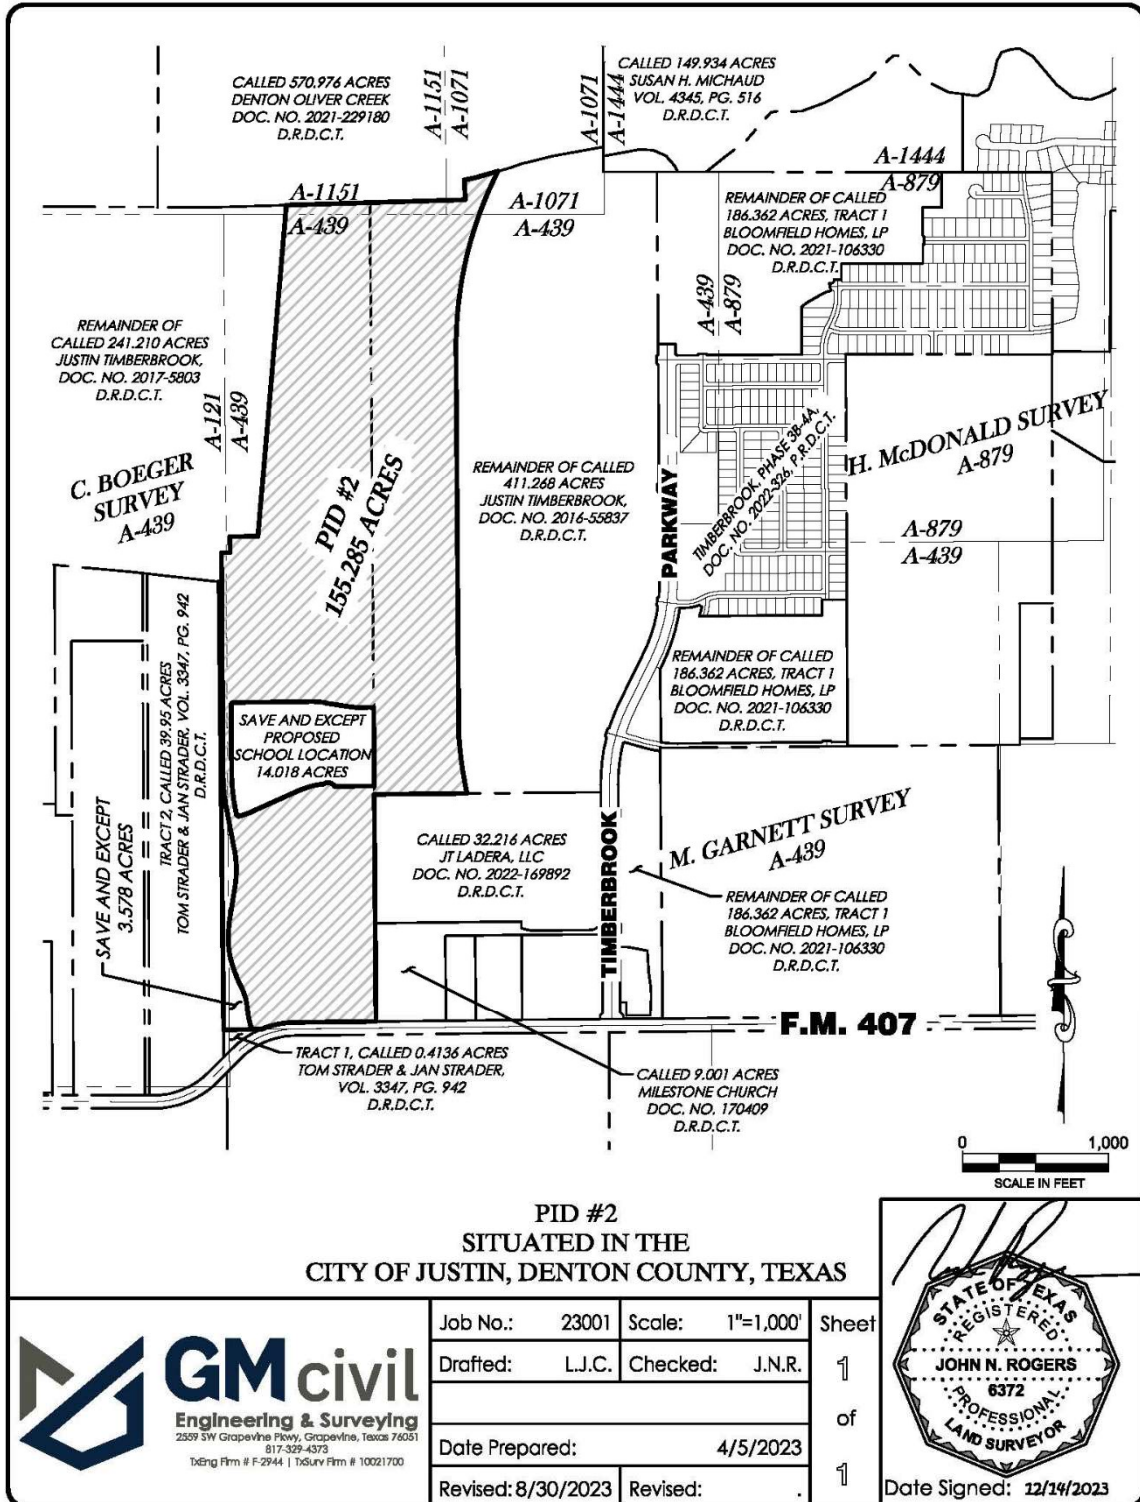 CALLED 570.976 ACRES
DENTON OLIVER CREEK
DOC. NO. 2021-229180
D.R.D.C.T.
A-1151
A-1071
A-1071
A-1444
CALLED 149.934 ACRES
SUSAN H. MICHAUD
VOL. 4345, PG. 516
D.R.D.C.T.
A-1444
A-879
A-1151
A-439
A-1071
A-439
REMAINDER OF CALLED
186.362 ACRES, TRACT 1
BLOOMFIELD HOMES, LP
DOC. NO. 2021-106330
D.R.D.C.T.
A-439
A-879
REMAINDER OF
CALLED 241.210 ACRES
JUSTIN TIMBERBROOK,
DOC. NO. 2017-5803
D.R.D.C.T.
A-121
A-439
C. BOEGER
SURVEY
A-439
PID #2
155.285 ACRES
REMAINDER OF CALLED
411.268 ACRES
JUSTIN TIMBERBROOK,
DOC. NO. 2016-55837
D.R.D.C.T.
PARKWAY
TIMBERBROOK, PHASE 3B-4A,
DOC. NO. 2022-326, P.R.D.C.T.
H. McDONALD SURVEY
A-879
A-879
A-439
TRACT 2, CALLED 39.95 ACRES
TOM STRADER & JAN STRADER, VOL. 3347, PG. 942
D.R.D.C.T.
REMAINDER OF CALLED
186.362 ACRES, TRACT 1
BLOOMFIELD HOMES, LP
DOC. NO. 2021-106330
D.R.D.C.T.
SAVE AND EXCEPT
PROPOSED
SCHOOL LOCATION
14.018 ACRES
SAVE AND EXCEPT
3.578 ACRES
CALLED 32.216 ACRES
JT LADERA, LLC
DOC. NO. 2022-169892
D.R.D.C.T.
TIMBERBROOK
M. GARNETT SURVEY
A-439
REMAINDER OF CALLED
186.362 ACRES, TRACT 1
BLOOMFIELD HOMES, LP
DOC. NO. 2021-106330
D.R.D.C.T.
F.M. 407
TRACT 1, CALLED 0.4136 ACRES
TOM STRADER & JAN STRADER,
VOL. 3347, PG. 942
D.R.D.C.T.
CALLED 9.001 ACRES
MILESTONE CHURCH
DOC. NO. 170409
D.R.D.C.T.
0 1,000
SCALE IN FEET
PID #2
SITUATED IN THE
CITY OF JUSTIN, DENTON COUNTY, TEXAS
GM civil
Engineering & Surveying
2559 SW Grapevine Pkwy, Grapevine, Texas 76051
817-329-4373
TxEng Firm # F-2944 | TxSurv Firm # 10021700
Job No.: 23001 Scale: 1"=1,000'
Drafted: L.J.C. Checked: J.N.R.
Date Prepared: 4/5/2023
Revised: 8/30/2023 Revised: .
Sheet
1
of
1
STATE OF TEXAS
REGISTERED
JOHN N. ROGERS
6372
PROFESSIONAL
LAND SURVEYOR
Date Signed: 12/14/2023